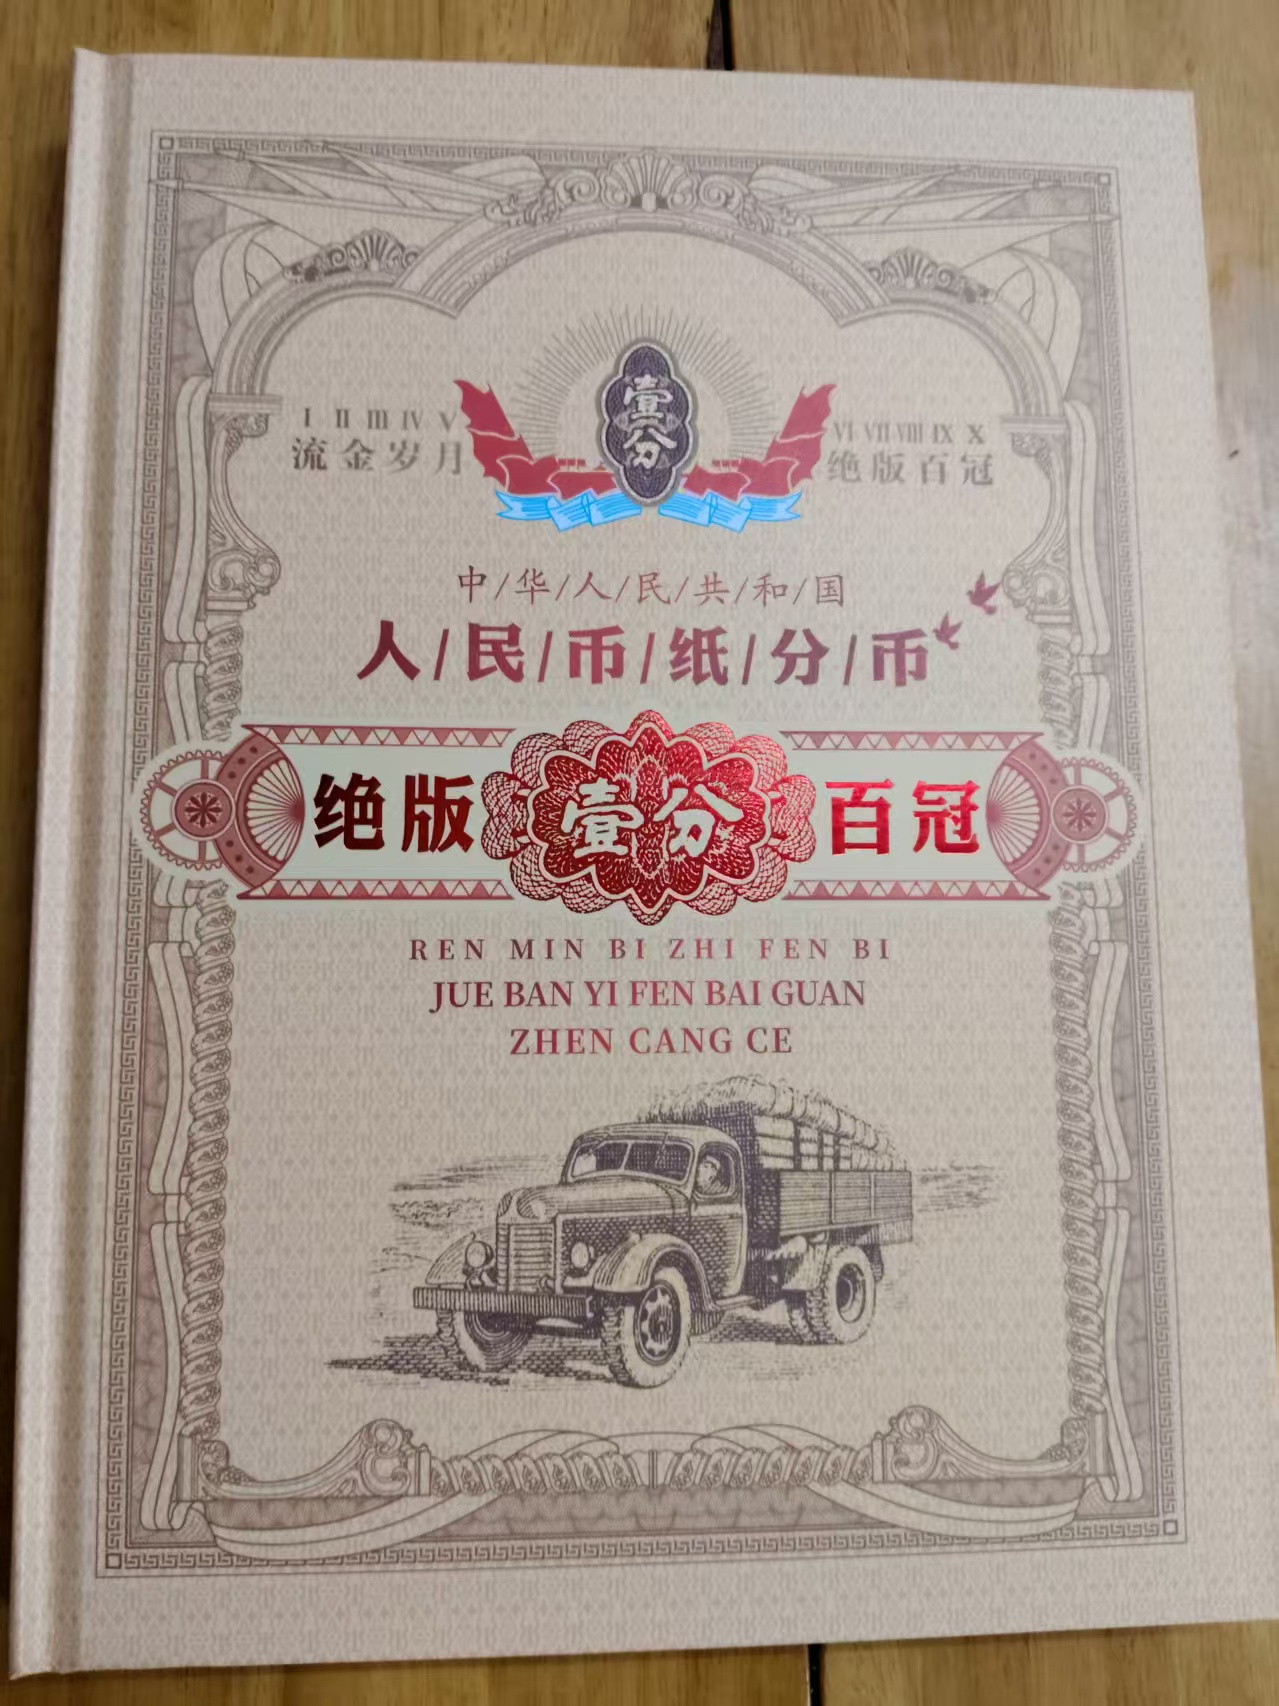 壹分
I II III IV V
流金岁月
VI VII VIII IX X
绝版百冠
中/华/人/民/共/和/国
人/民/币/纸/分/币
绝版 壹分 百冠
REN MIN BI ZHI FEN BI
JUE BAN YI FEN BAI GUAN
ZHEN CANG CE